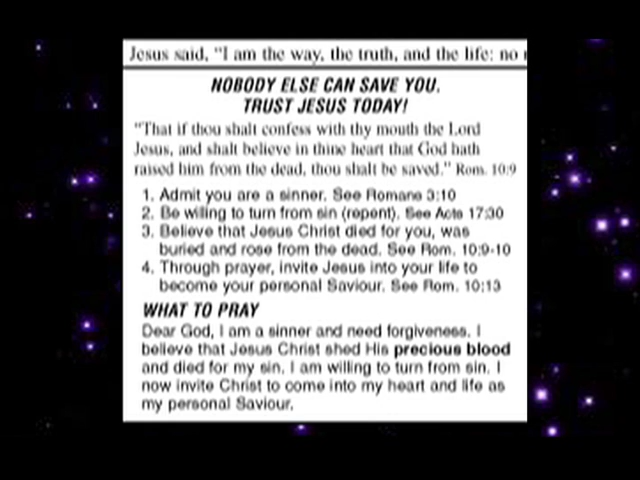 Jesus said, "I am the way, the truth, and the life: no
NOBODY ELSE CAN SAVE YOU.
TRUST JESUS TODAY!
"That if thou shalt confess with thy mouth the Lord
Jesus, and shalt believe in thine heart that God hath
raised him from the dead, thou shalt be saved." Rom. 10:9
1. Admit you are a sinner. See Romans 3:10
2. Be willing to turn from sin (repent). See Acts 17:30
3. Believe that Jesus Christ died for you, was
buried and rose from the dead. See Rom. 10:9-10
4. Through prayer, invite Jesus into your life to
become your personal Saviour. See Rom. 10:13
WHAT TO PRAY
Dear God, I am a sinner and need forgiveness. I
believe that Jesus Christ shed His precious blood
and died for my sin. I am willing to turn from sin. I
now invite Christ to come into my heart and life as
my personal Saviour.